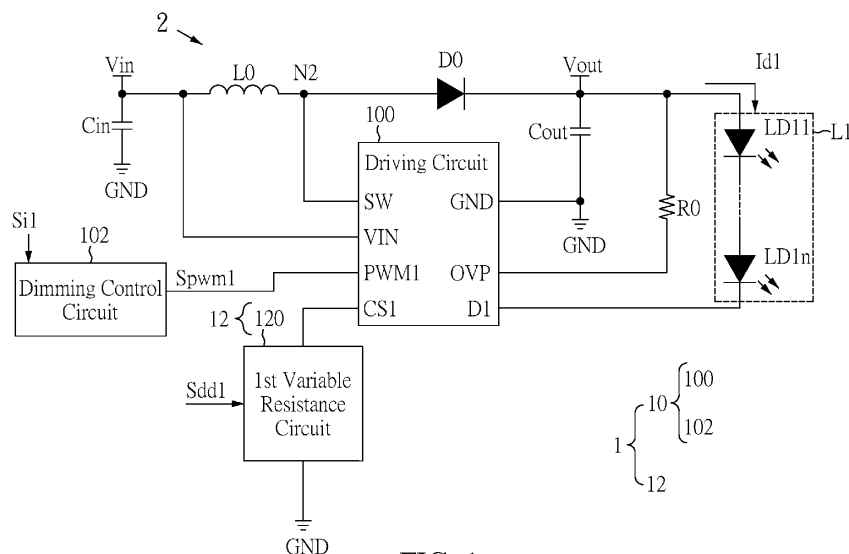 2
Vin
L0
N2
D0
Vout
Id1
Cin
GND
100
Driving Circuit
SW
VIN
PWM1
CS1
GND
OVP
D1
Cout
GND
R0
LD11
L1
LD1n
Si1
102
Dimming Control
Circuit
Spwm1
12 { 120
1st Variable
Resistance
Circuit
Sdd1
GND
1 { 10 { 100
102
12